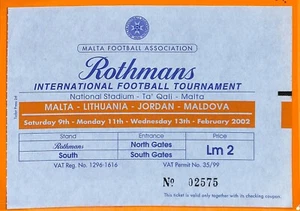 MALTA FOOTBALL ASSOCIATION
Rothmans
INTERNATIONAL FOOTBALL TOURNAMENT
National Stadium - Ta' Qali - Malta
MALTA - LITHUANIA - JORDAN - MALDOVA
Saturday 9th - Monday 11th - Wednesday 13th - February 2002
Stand Entrance Price
Rothmans North Gates Lm 2
South South Gates
VAT Reg. No. 1296-1616 VAT Permit No. 35/99
No 02575
This ticket is valid only together with its checking coupon.